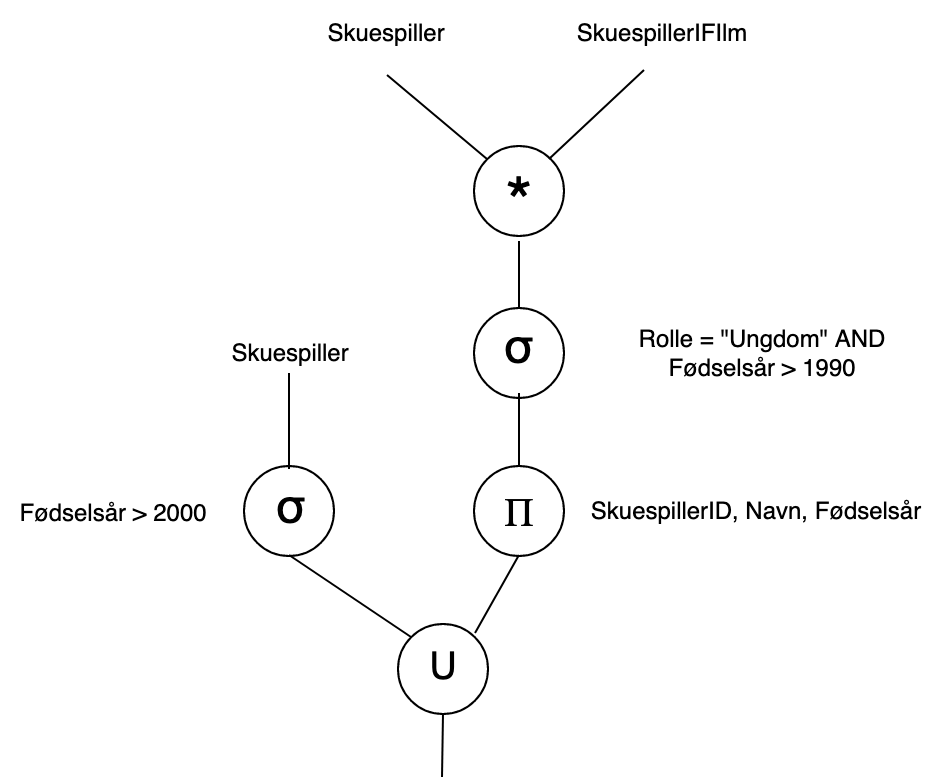 Skuespiller
SkuespillerIFIlm
*
σ
Rolle = "Ungdom" AND
Fødselsår > 1990
Skuespiller
Fødselsår > 2000
σ
Π
SkuespillerID, Navn, Fødselsår
U